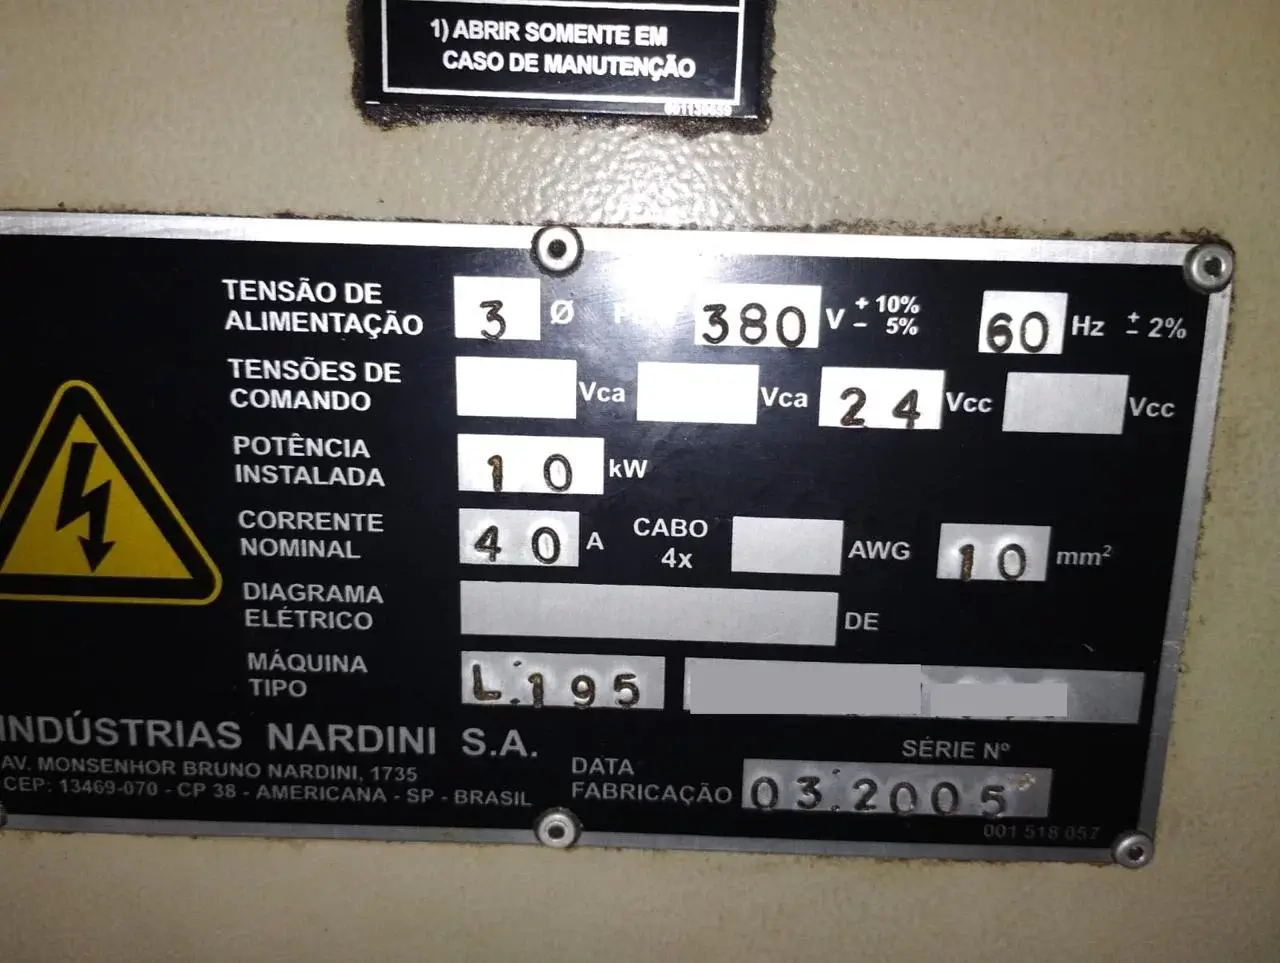 1) ABRIR SOMENTE EM
CASO DE MANUTENÇÃO
001130659
TENSÃO DE ALIMENTAÇÃO 3 Ø 380 V + 10% - 5% 60 Hz ± 2%
TENSÕES DE COMANDO Vca Vca 24 Vcc Vcc
POTÊNCIA INSTALADA 10 kW
CORRENTE NOMINAL 40 A CABO 4x AWG 10 mm²
DIAGRAMA ELÉTRICO DE
MÁQUINA TIPO L.195
SÉRIE Nº
INDÚSTRIAS NARDINI S.A.
AV. MONSENHOR BRUNO NARDINI, 1735
CEP: 13469-070 - CP 38 - AMERICANA - SP - BRASIL
DATA FABRICAÇÃO 03.2005
001 518 057